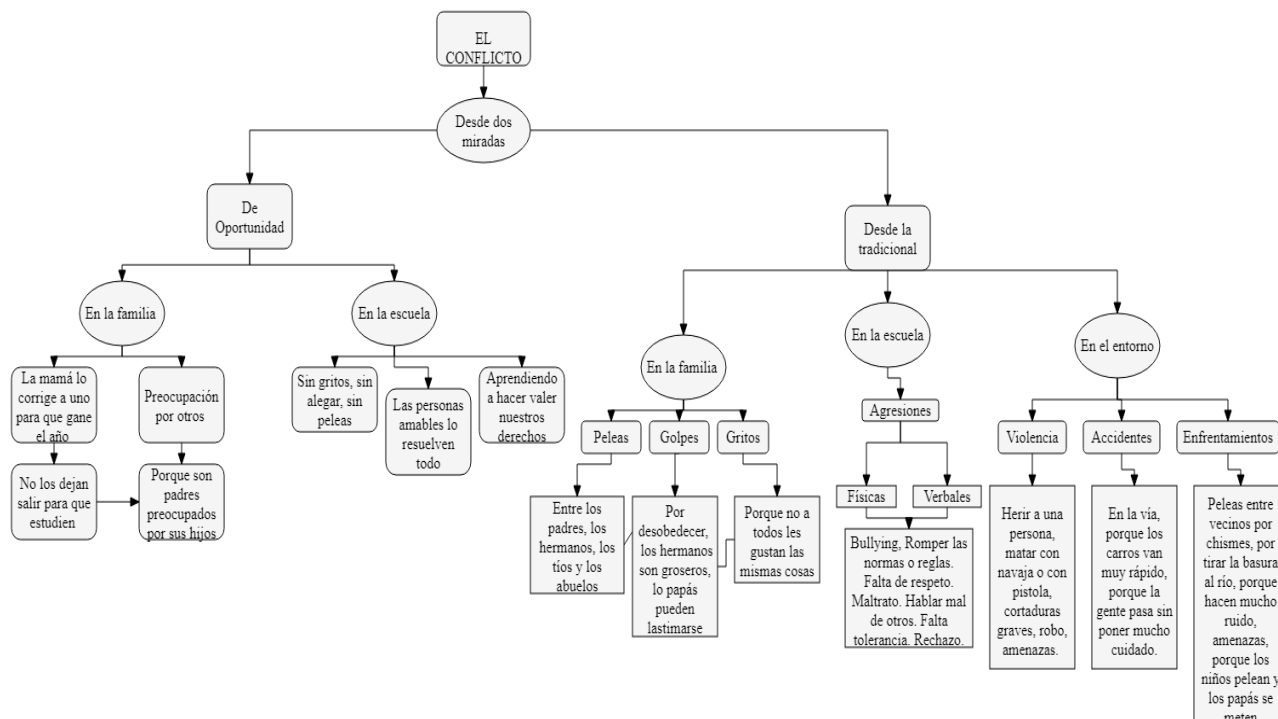 EL
CONFLICTO
Desde dos
miradas
De
Oportunidad
Desde la
tradicional
En la familia
En la escuela
En la familia
En la escuela
En el entorno
La mamá lo
corrige a uno
para que gane
el año
Preocupación
por otros
Sin gritos, sin
alegar, sin
peleas
Las personas
amables lo
resuelven
todo
Aprendiendo
a hacer valer
nuestros
derechos
No los dejan
salir para que
estudien
Porque son
padres
preocupados
por sus hijos
Peleas
Golpes
Gritos
Agresiones
Violencia
Accidentes
Enfrentamientos
Físicas
Verbales
Entre los
padres, los
hermanos, los
tíos y los
abuelos
Por
desobedecer,
los hermanos
son groseros,
lo papás
pueden
lastimarse
Porque no a
todos les
gustan las
mismas cosas
Bullying, Romper las
normas o reglas.
Falta de respeto.
Maltrato. Hablar mal
de otros. Falta
tolerancia. Rechazo.
Herir a una
persona,
matar con
navaja o con
pistola,
cortaduras
graves, robo,
amenazas.
En la vía,
porque los
carros van
muy rápido,
porque la
gente pasa sin
poner mucho
cuidado.
Peleas entre
vecinos por
chismes, por
tirar la basura
al río, porque
hacen mucho
ruido,
amenazas,
porque los
niños pelean y
los papás se
meten